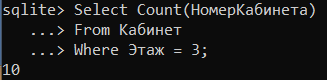 sqlite> Select Count(НомерКабинета)
...> From Кабинет
...> Where Этаж = 3;
10